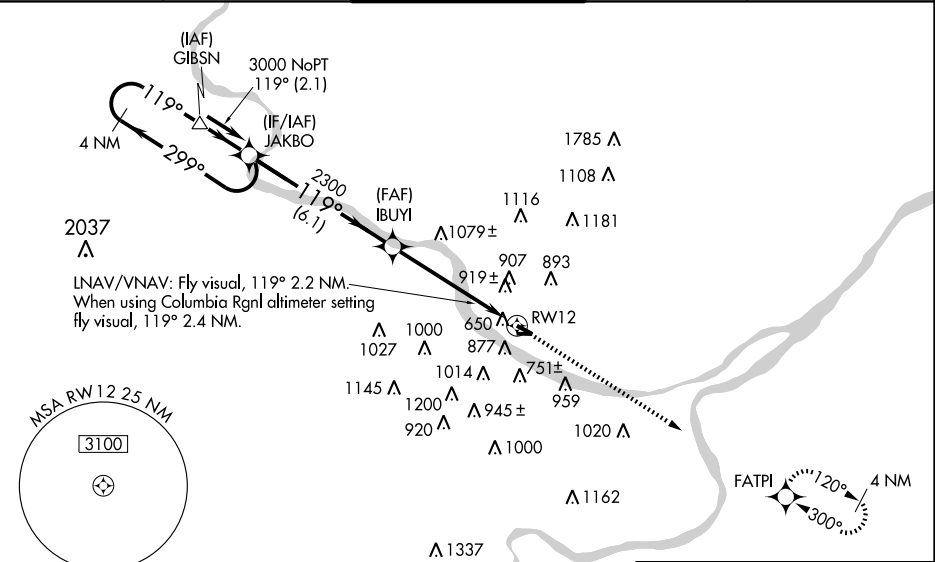 (IAF)
GIBSN
3000 NoPT
119° (2.1)
119°
(IF/IAF)
JAKBO
4 NM
299°
1785
1108
2300
119°
(6.1)
(FAF)
IBUYI
1116
1181
2037
1079±
907
893
919±
LNAV/VNAV: Fly visual, 119° 2.2 NM.
When using Columbia Rgnl altimeter setting
fly visual, 119° 2.4 NM.
650
RW12
1027
1000
877
1014
751±
1145
1200
959
945±
920
1020
1000
MSA RW12 25 NM
3100
FATPI
120°
4 NM
300°
1162
1337